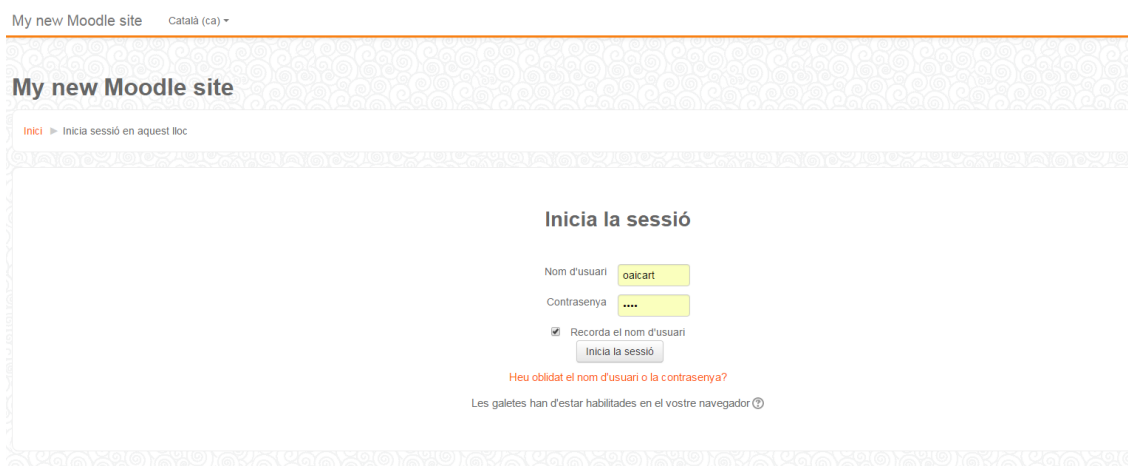 My new Moodle site Català (ca)
My new Moodle site
Inici Inicia sessió en aquest lloc
Inicia la sessió
Nom d'usuari oaicart
Contrasenya ••••
Recorda el nom d'usuari
Inicia la sessió
Heu oblidat el nom d'usuari o la contrasenya?
Les galetes han d'estar habilitades en el vostre navegador ?